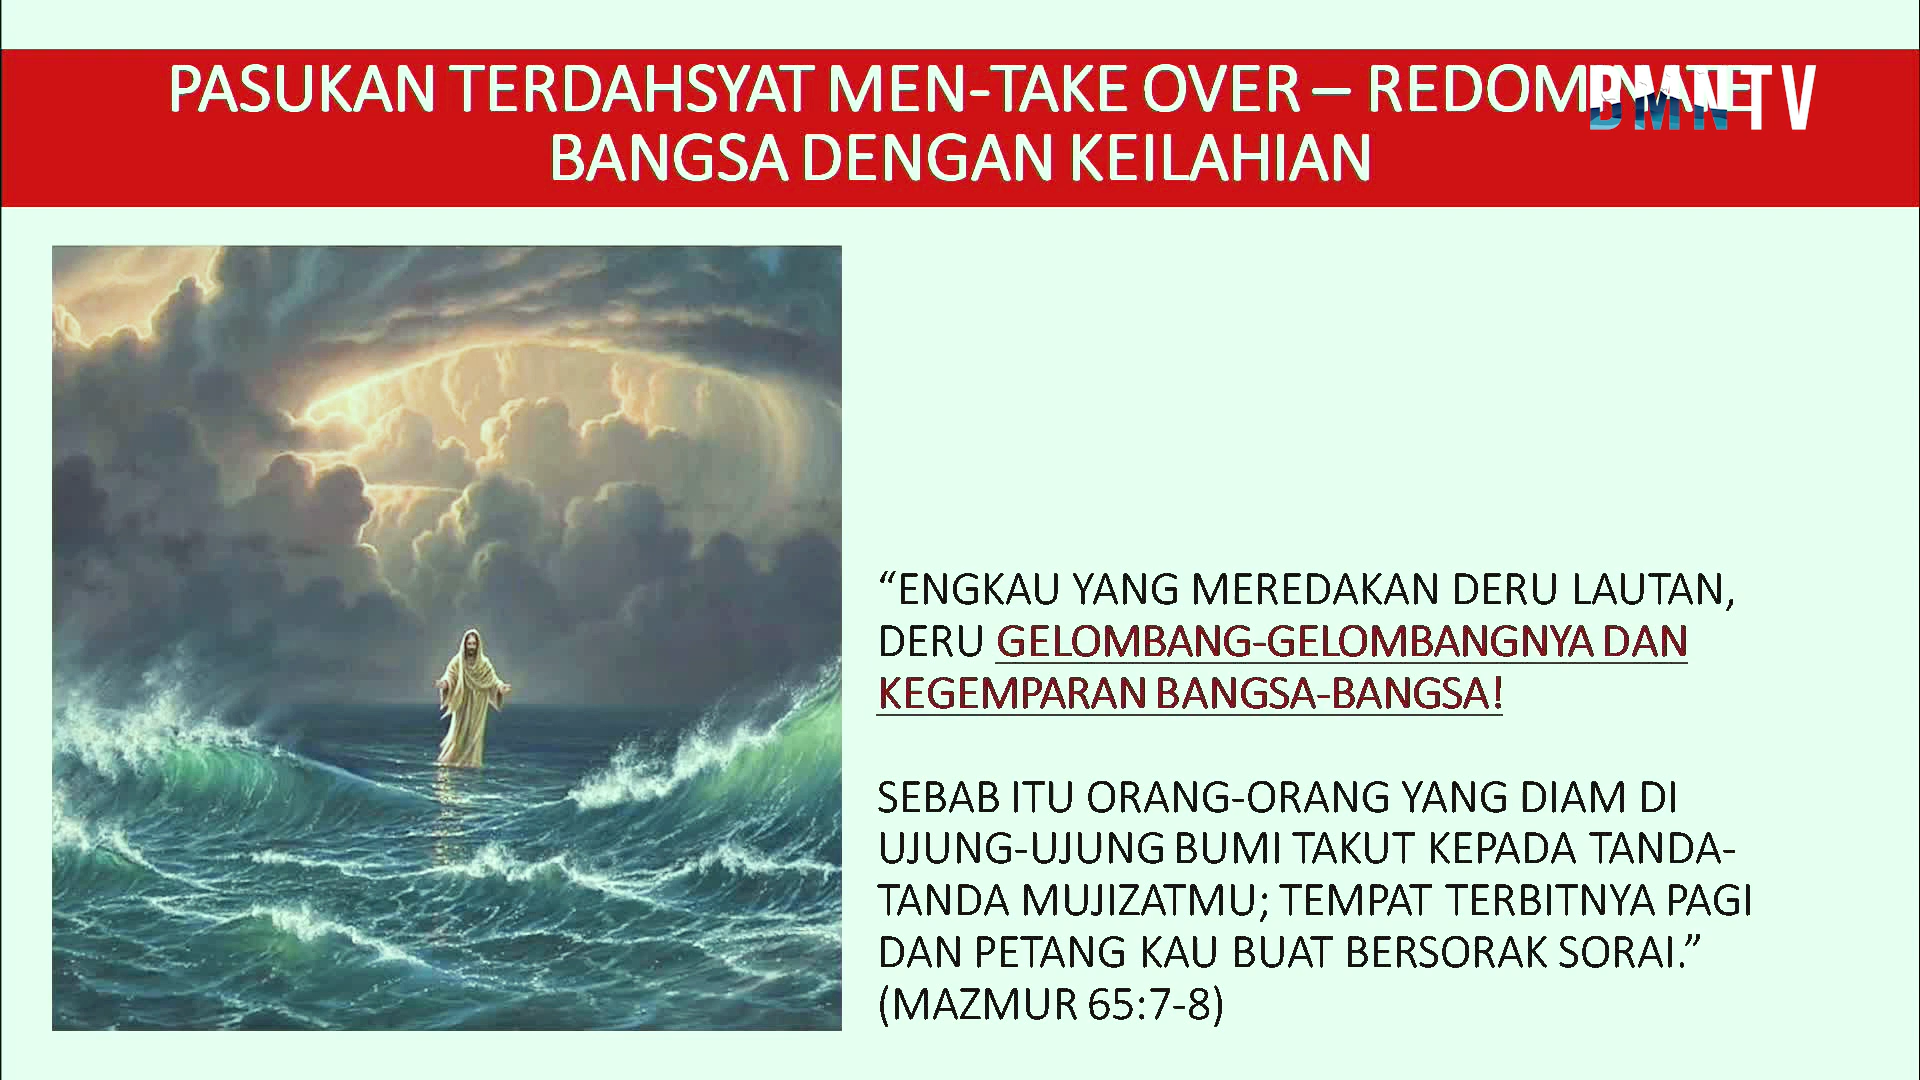 PASUKAN TERDAHSYAT MEN-TAKE OVER – REDOMINATE
BANGSA DENGAN KEILAHIAN
BMN TV
“ENGKAU YANG MEREDAKAN DERU LAUTAN,
DERU GELOMBANG-GELOMBANGNYA DAN
KEGEMPARAN BANGSA-BANGSA!
SEBAB ITU ORANG-ORANG YANG DIAM DI
UJUNG-UJUNG BUMI TAKUT KEPADA TANDA-
TANDA MUJIZATMU; TEMPAT TERBITNYA PAGI
DAN PETANG KAU BUAT BERSORAK SORAI.”
(MAZMUR 65:7-8)